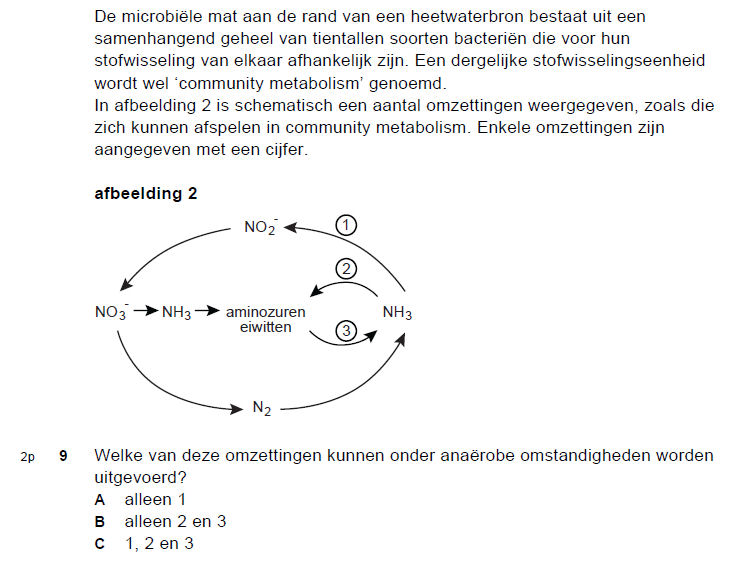 De microbiële mat aan de rand van een heetwaterbron bestaat uit een
samenhangend geheel van tientallen soorten bacteriën die voor hun
stofwisseling van elkaar afhankelijk zijn. Een dergelijke stofwisselingseenheid
wordt wel ‘community metabolism’ genoemd.
In afbeelding 2 is schematisch een aantal omzettingen weergegeven, zoals die
zich kunnen afspelen in community metabolism. Enkele omzettingen zijn
aangegeven met een cijfer.
afbeelding 2
NO₂⁻ 1
2
NO₃⁻ NH₃ aminozuren NH₃
eiwitten 3
N₂
2p 9 Welke van deze omzettingen kunnen onder anaërobe omstandigheden worden
uitgevoerd?
A alleen 1
B alleen 2 en 3
C 1, 2 en 3